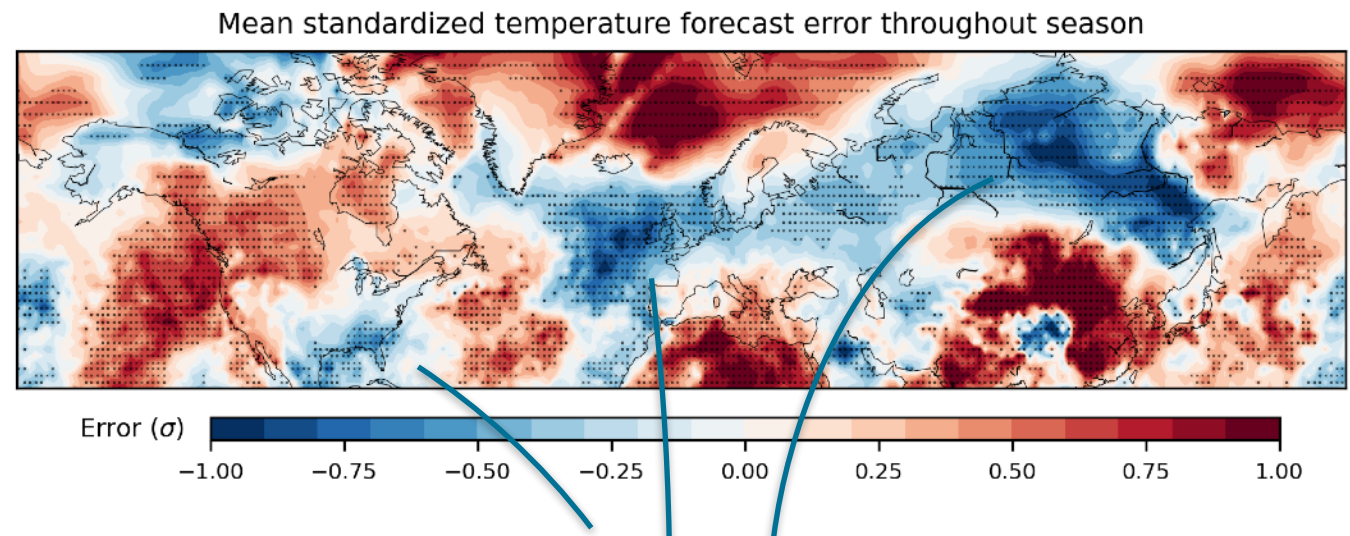 Mean standardized temperature forecast error throughout season
Error (σ)
−1.00 −0.75 −0.50 −0.25 0.00 0.25 0.50 0.75 1.00